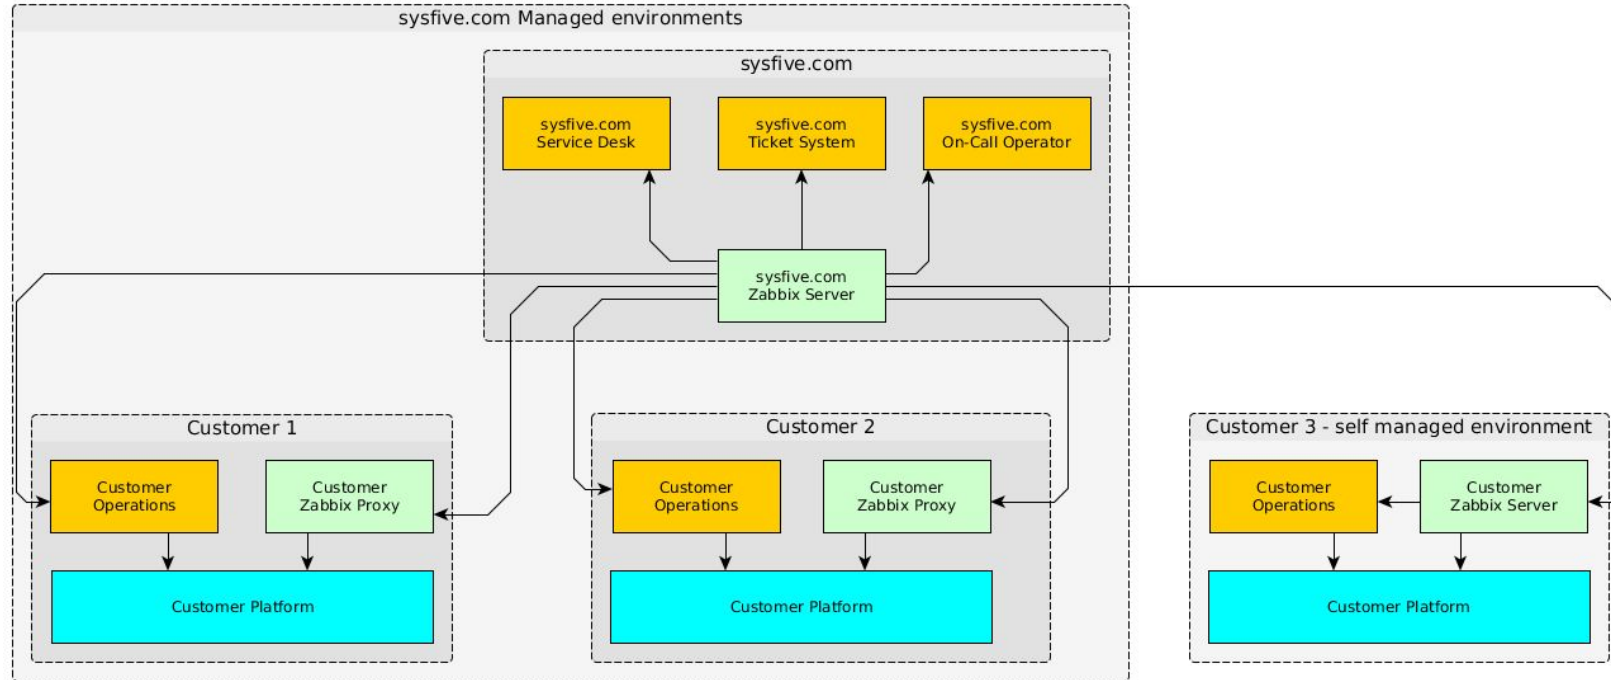 sysfive.com Managed environments
sysfive.com
sysfive.com
Service Desk
sysfive.com
Ticket System
sysfive.com
On-Call Operator
sysfive.com
Zabbix Server
Customer 1
Customer
Operations
Customer
Zabbix Proxy
Customer Platform
Customer 2
Customer
Operations
Customer
Zabbix Proxy
Customer Platform
Customer 3 - self managed environment
Customer
Operations
Customer
Zabbix Server
Customer Platform